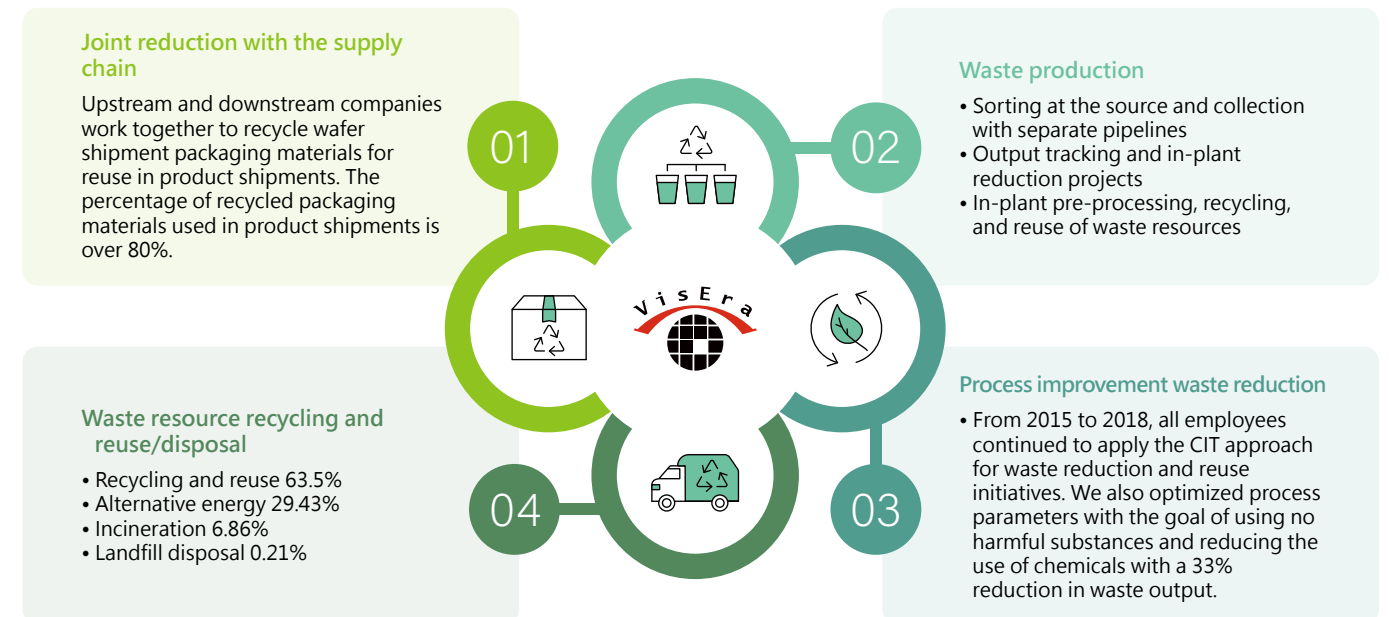 Joint reduction with the supply
chain
Upstream and downstream companies
work together to recycle wafer
shipment packaging materials for
reuse in product shipments. The
percentage of recycled packaging
materials used in product shipments is
over 80%.
01
02
Waste production
• Sorting at the source and collection
with separate pipelines
• Output tracking and in-plant
reduction projects
• In-plant pre-processing, recycling,
and reuse of waste resources
VisEra
Process improvement waste reduction
• From 2015 to 2018, all employees
continued to apply the CIT approach
for waste reduction and reuse
initiatives. We also optimized process
parameters with the goal of using no
harmful substances and reducing the
use of chemicals with a 33%
reduction in waste output.
03
04
Waste resource recycling and
reuse/disposal
• Recycling and reuse 63.5%
• Alternative energy 29.43%
• Incineration 6.86%
• Landfill disposal 0.21%